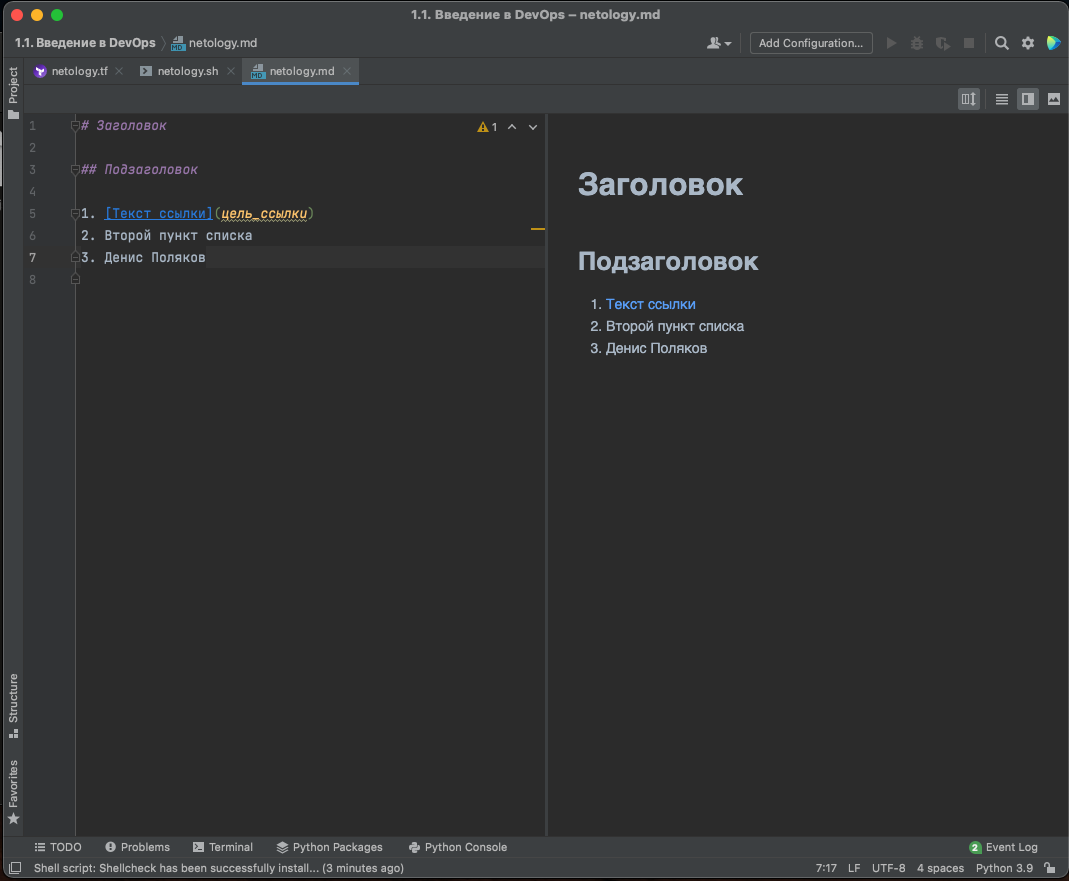 1.1. Введение в DevOps – netology.md
1.1. Введение в DevOps netology.md Add Configuration...
netology.tf netology.sh netology.md
Project
1 # Заголовок 1
2
3 ## Подзаголовок
4
5 1. [Текст ссылки](цель_ссылки)
6 2. Второй пункт списка
7 3. Денис Поляков
8
Заголовок
Подзаголовок
1. Текст ссылки
2. Второй пункт списка
3. Денис Поляков
Structure
Favorites
TODO Problems Terminal Python Packages Python Console 2 Event Log
Shell script: Shellcheck has been successfully install... (3 minutes ago) 7:17 LF UTF-8 4 spaces Python 3.9